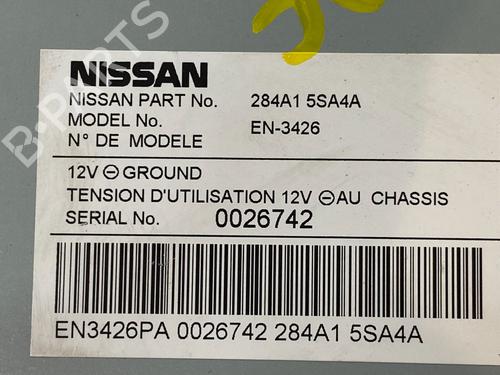 NISSAN
NISSAN PART No. 284A1 5SA4A
MODEL No. EN-3426
N° DE MODELE
12V ⊖ GROUND
TENSION D'UTILISATION 12V ⊖ AU CHASSIS
SERIAL No. 0026742
EN3426PA 0026742 284A1 5SA4A
B-PARTS